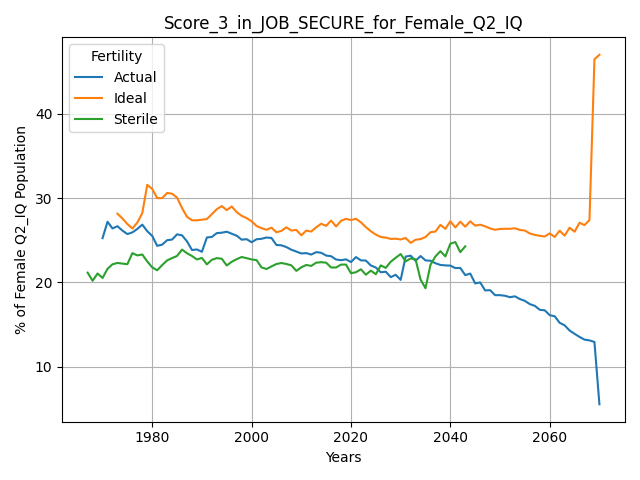 Score_3_in_JOB_SECURE_for_Female_Q2_IQ
Fertility
Actual
Ideal
Sterile
% of Female Q2_IQ Population
40
30
20
10
1980 2000 2020 2040 2060
Years